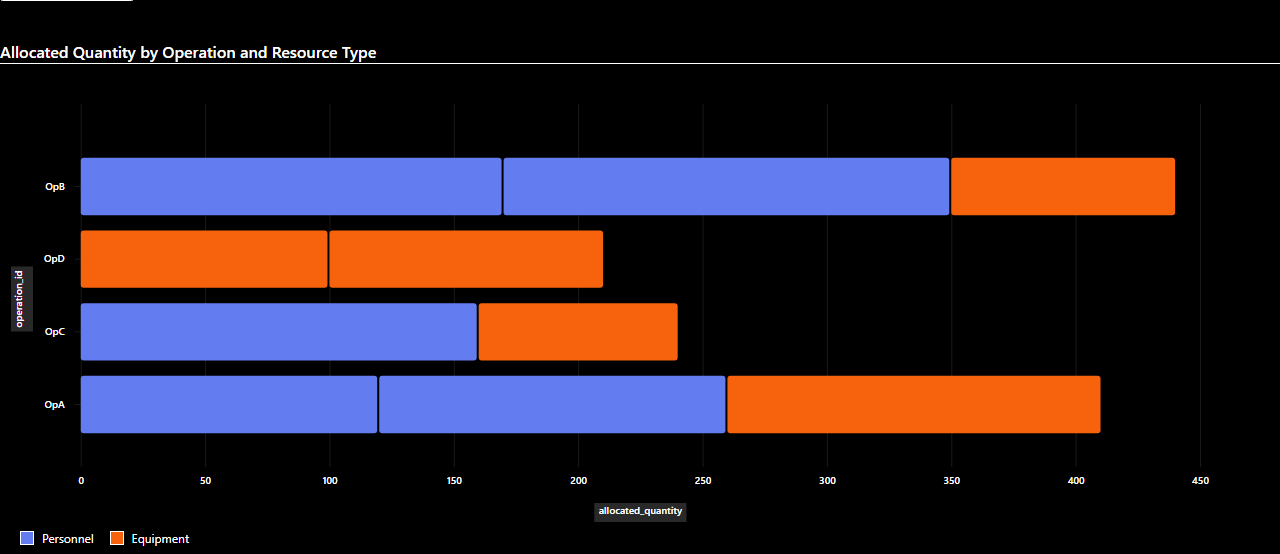 Allocated Quantity by Operation and Resource Type
OpB
OpD
OpC
OpA
operation_id
0 50 100 150 200 250 300 350 400 450
allocated_quantity
Personnel Equipment